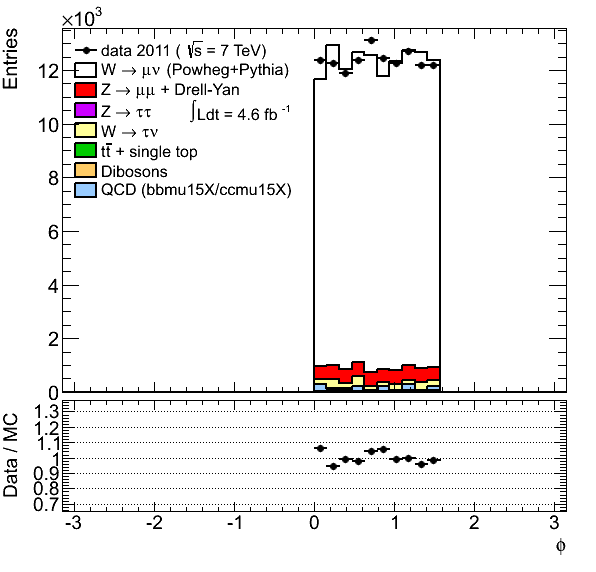 ×10³
Entries
12
10
8
6
4
2
0
data 2011 ( √s = 7 TeV)
W → μν (Powheg+Pythia)
Z → μμ + Drell-Yan
Z → ττ
∫Ldt = 4.6 fb⁻¹
W → τν
tt̄ + single top
Dibosons
QCD (bbmu15X/ccmu15X)
Data / MC
1.3
1.2
1.1
1
0.9
0.8
0.7
-3 -2 -1 0 1 2 3
ϕ